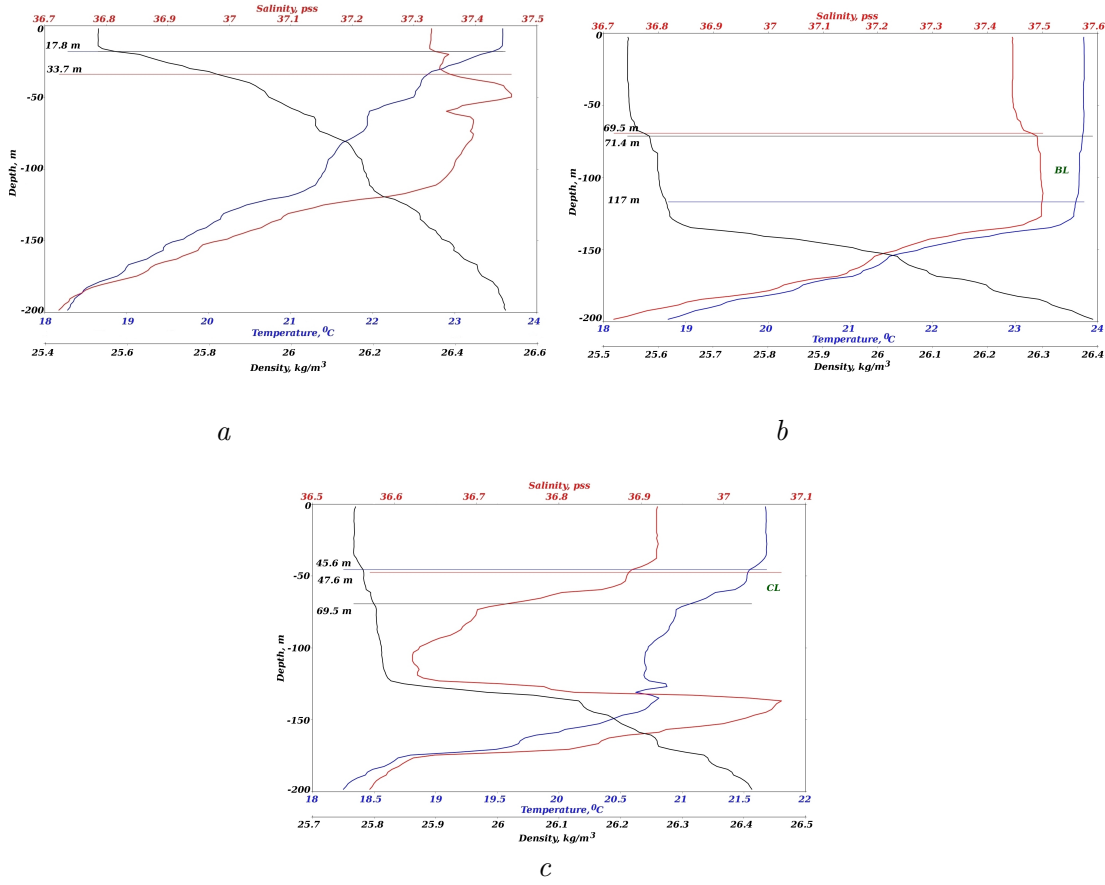 Salinity, pss
36.7 36.8 36.9 37 37.1 37.2 37.3 37.4 37.5
0
17.8 m
33.7 m
-50
-100
-150
-200
Depth, m
18 19 20 21 22 23 24
Temperature, ⁰C
25.4 25.6 25.8 26 26.2 26.4 26.6
Density, kg/m³
a
Salinity, pss
36.7 36.8 36.9 37 37.1 37.2 37.3 37.4 37.5 37.6
0
-50
69.5 m
71.4 m
BL
-100
117 m
-150
-200
Depth, m
18 19 20 21 22 23 24
Temperature, ⁰C
25.5 25.6 25.7 25.8 25.9 26 26.1 26.2 26.3 26.4
Density, kg/m³
b
Salinity, pss
36.5 36.6 36.7 36.8 36.9 37 37.1
0
45.6 m
-50
47.6 m
CL
69.5 m
-100
-150
-200
Depth, m
18 18.5 19 19.5 20 20.5 21 21.5 22
Temperature, ⁰C
25.7 25.8 25.9 26 26.2 26.3 26.4 26.5
Density, kg/m³
c